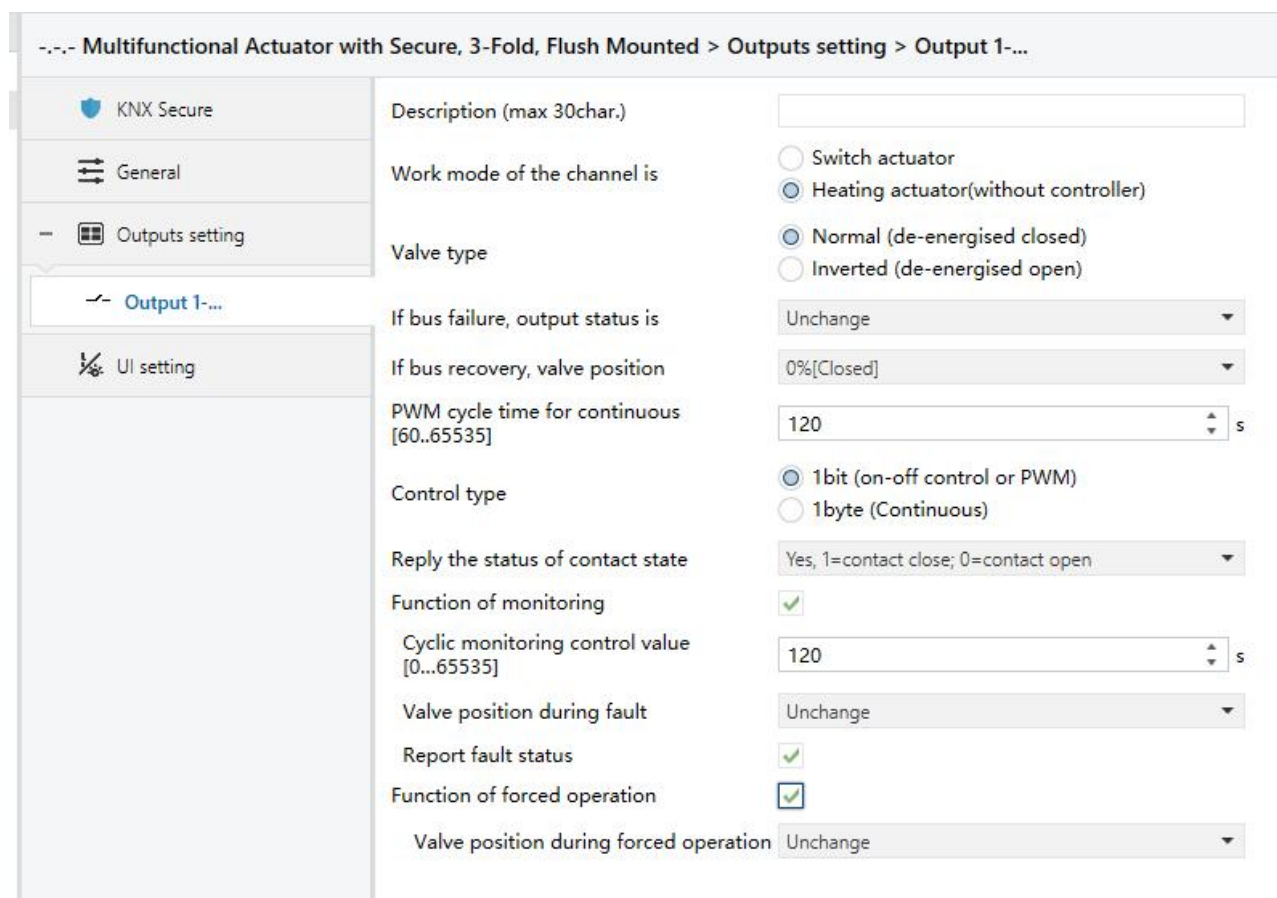 -.-.- Multifunctional Actuator with Secure, 3-Fold, Flush Mounted > Outputs setting > Output 1-...
KNX Secure
General
Outputs setting
Output 1-...
UI setting
Description (max 30char.)
Work mode of the channel is
Switch actuator
Heating actuator(without controller)
Valve type
Normal (de-energised closed)
Inverted (de-energised open)
If bus failure, output status is
Unchange
If bus recovery, valve position
0%[Closed]
PWM cycle time for continuous
[60..65535]
120
s
Control type
1bit (on-off control or PWM)
1byte (Continuous)
Reply the status of contact state
Yes, 1=contact close; 0=contact open
Function of monitoring
Cyclic monitoring control value
[0...65535]
120
s
Valve position during fault
Unchange
Report fault status
Function of forced operation
Valve position during forced operation
Unchange